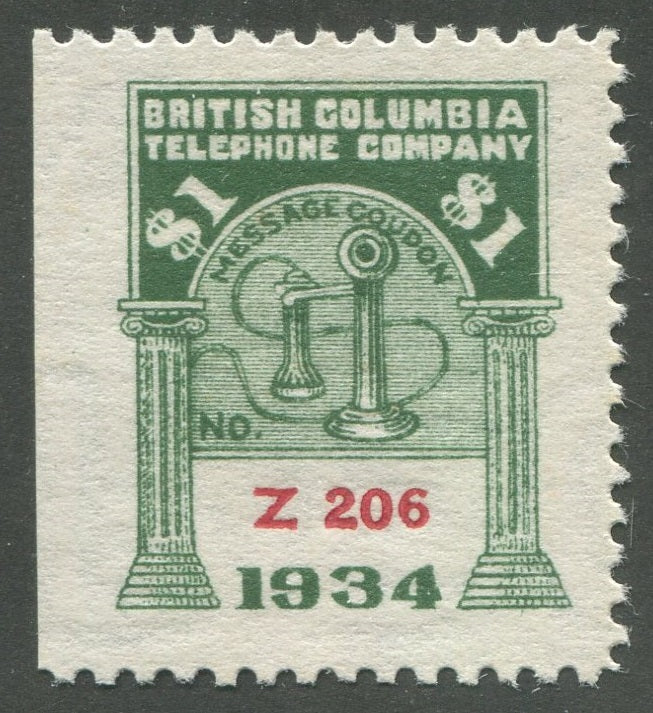 BRITISH COLUMBIA
TELEPHONE COMPANY
$1 $1
MESSAGE COUPON
NO.
Z 206
1934